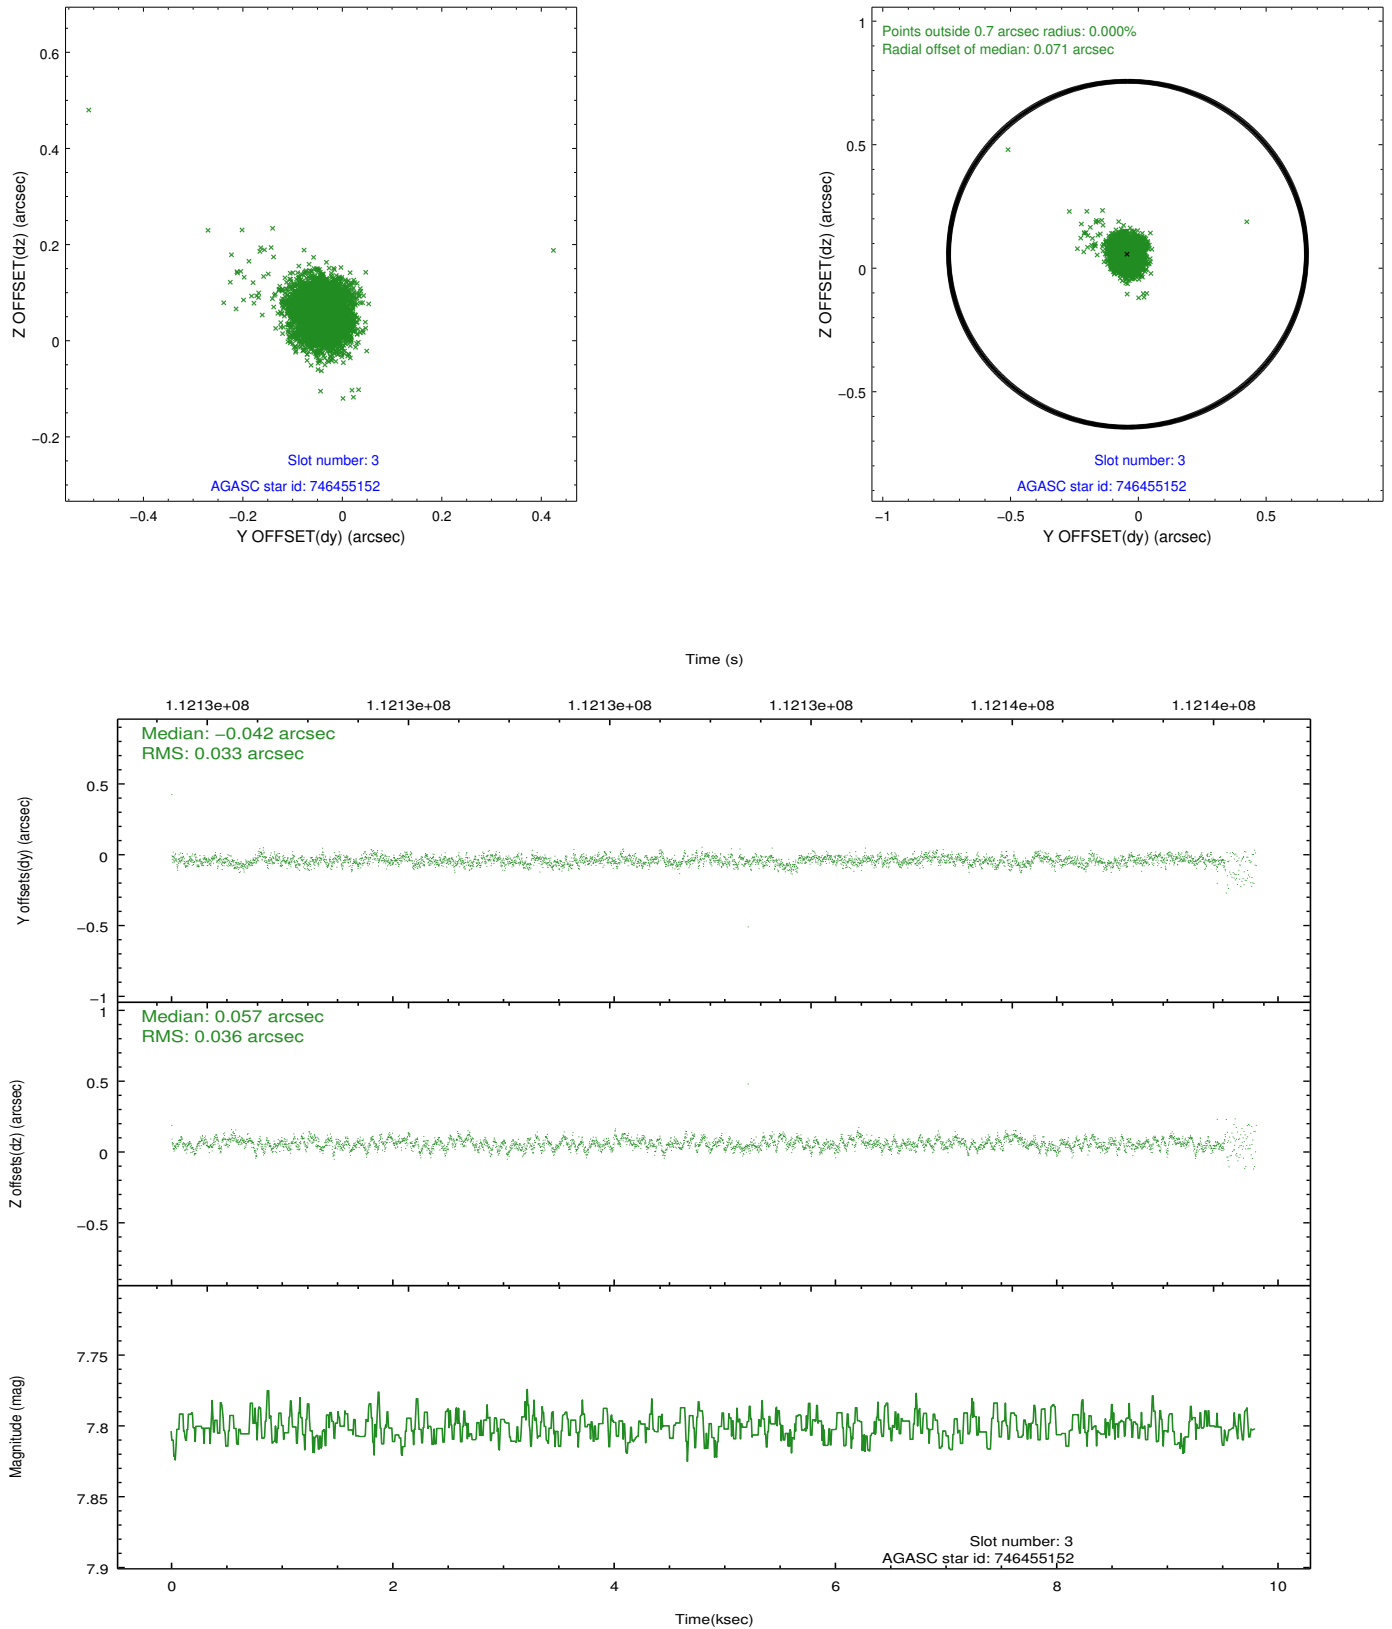 0.6
0.4
0.2
0
−0.2
Z OFFSET(dz) (arcsec)
Slot number: 3
AGASC star id: 746455152
−0.4
−0.2
0
0.2
0.4
Y OFFSET(dy) (arcsec)
Points outside 0.7 arcsec radius: 0.000%
Radial offset of median: 0.071 arcsec
1
0.5
0
−0.5
Z OFFSET(dz) (arcsec)
Slot number: 3
AGASC star id: 746455152
−1
−0.5
0
0.5
Y OFFSET(dy) (arcsec)
Time (s)
1.1213e+08
1.1213e+08
1.1213e+08
1.1213e+08
1.1214e+08
1.1214e+08
Median: −0.042 arcsec
RMS: 0.033 arcsec
0.5
0
−0.5
−1
Y offsets(dy) (arcsec)
Median: 0.057 arcsec
RMS: 0.036 arcsec
1
0.5
0
−0.5
Z offsets(dz) (arcsec)
7.75
7.8
7.85
7.9
Magnitude (mag)
Slot number: 3
AGASC star id: 746455152
0
2
4
6
8
10
Time(ksec)